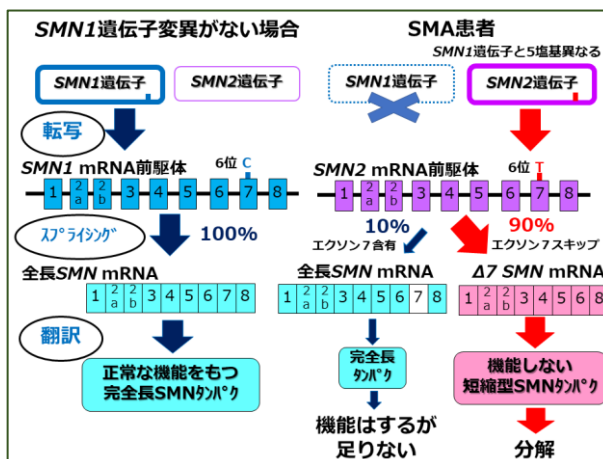 SMN1遺伝子変異がない場合
SMN1遺伝子
SMN2遺伝子
転写
SMN1 mRNA前駆体
6位 C
1 2a 2b 3 4 5 6 7 8
スプライシング
100%
全長SMN mRNA
1 2a 2b 3 4 5 6 7 8
翻訳
正常な機能をもつ
完全長SMNタンパク
SMA患者
SMN1遺伝子と5塩基異なる
SMN1遺伝子
SMN2遺伝子
SMN2 mRNA前駆体
6位 T
1 2a 2b 3 4 5 6 7 8
10%
エクソン7含有
90%
エクソン7スキップ
全長SMN mRNA
1 2a 2b 3 4 5 6 7 8
完全長
タンパク
機能はするが
足りない
Δ7 SMN mRNA
1 2a 2b 3 4 5 6 8
機能しない
短縮型SMNタンパク
分解